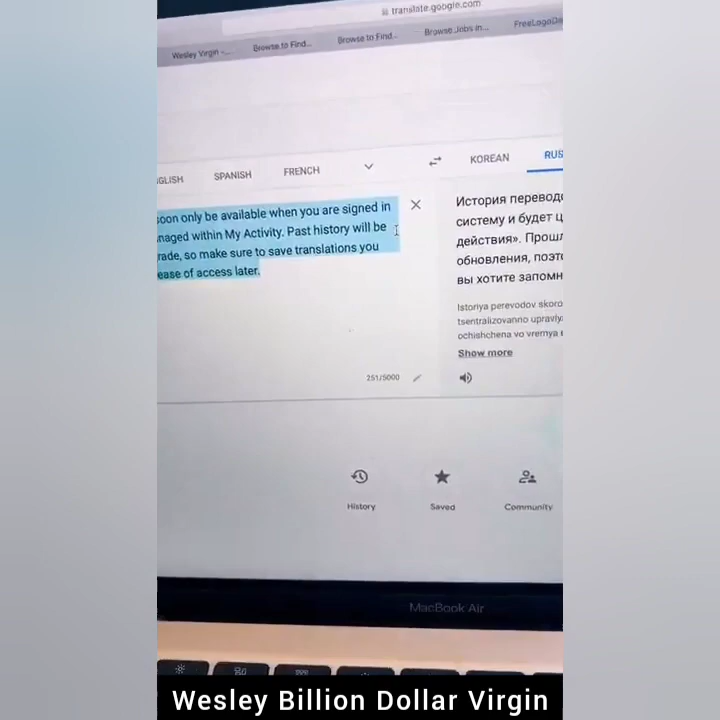 translate.google.com
Wesley Virgin -...
Browse to Find...
Browse to Find...
Browse Jobs in...
FreeLogoDe
GLISH
SPANISH
FRENCH
KOREAN
RUS
soon only be available when you are signed in
naged within My Activity. Past history will be
rade, so make sure to save translations you
ease of access later.
История перевод
систему и будет ц
действия». Прошл
обновления, поэто
вы хотите запомн
Istoriya perevodov skoro
tsentralizovanno upravlya
ochishchena vo vremya
Show more
251/5000
History
Saved
Community
MacBook Air
Wesley Billion Dollar Virgin